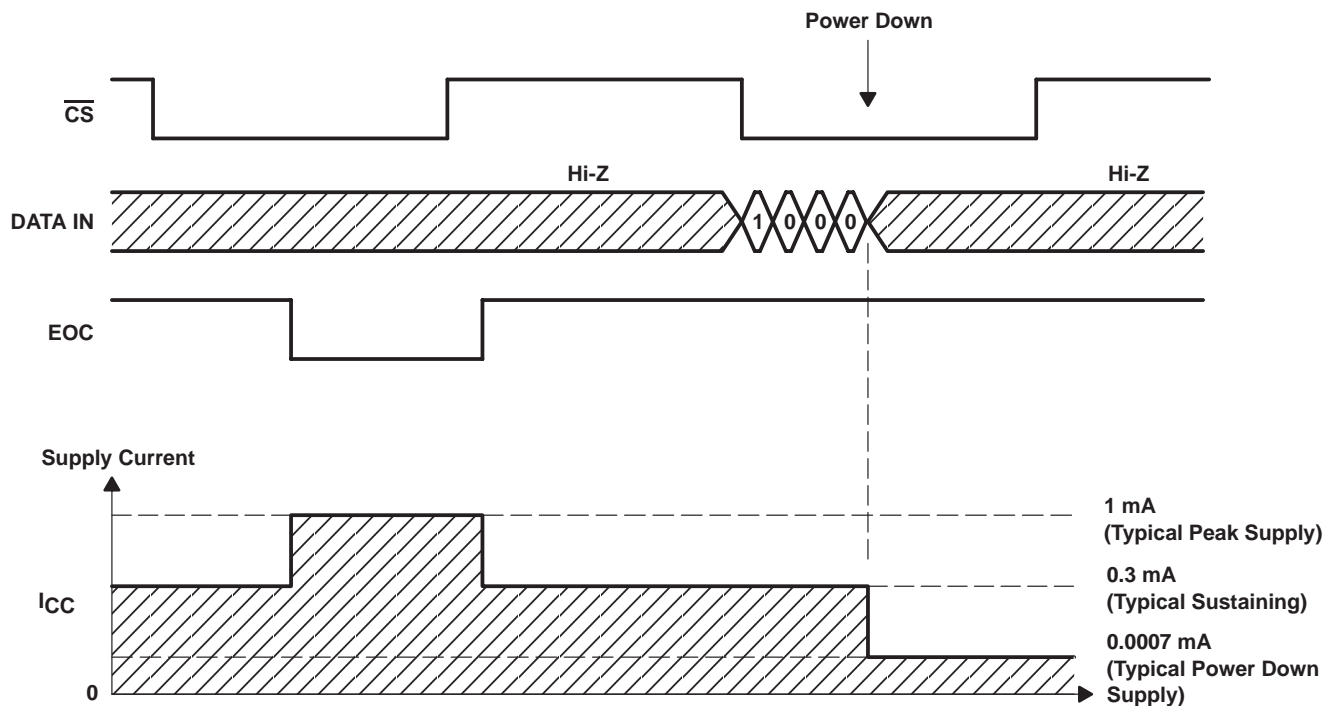 Power Down
CS
Hi-Z
Hi-Z
DATA IN
1 0 0 0
EOC
Supply Current
1 mA
(Typical Peak Supply)
0.3 mA
(Typical Sustaining)
ICC
0.0007 mA
(Typical Power Down
Supply)
0